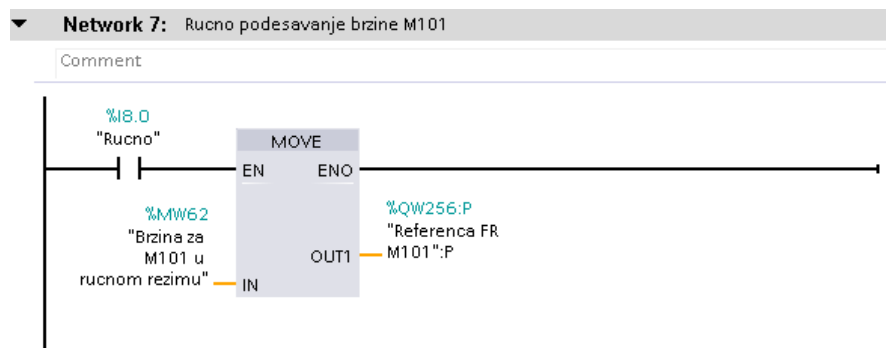 Network 7: Rucno podesavanje brzine M101
Comment
%I8.0
"Rucno"
MOVE
EN ENO
%MW62
"Brzina za
M101 u
rucnom rezimu"
IN
%QW256:P
"Referenca FR
M101":P
OUT1